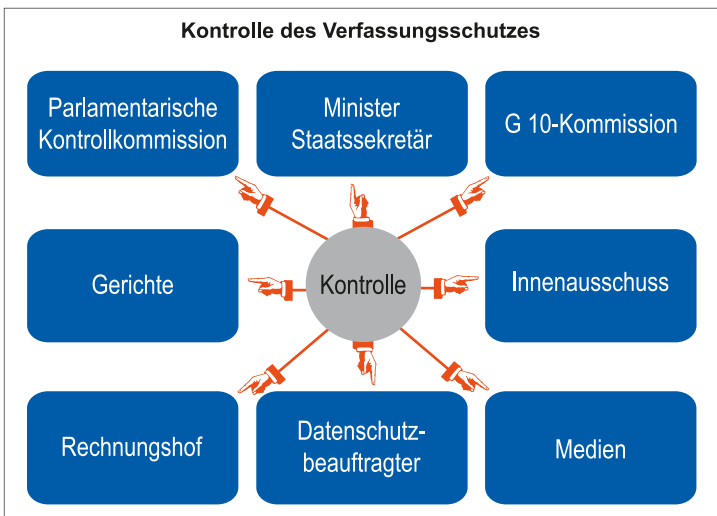 Kontrolle des Verfassungsschutzes
Parlamentarische
Kontrollkommission
Minister
Staatssekretär
G 10-Kommission
Gerichte
Kontrolle
Innenausschuss
Rechnungshof
Datenschutz-
beauftragter
Medien